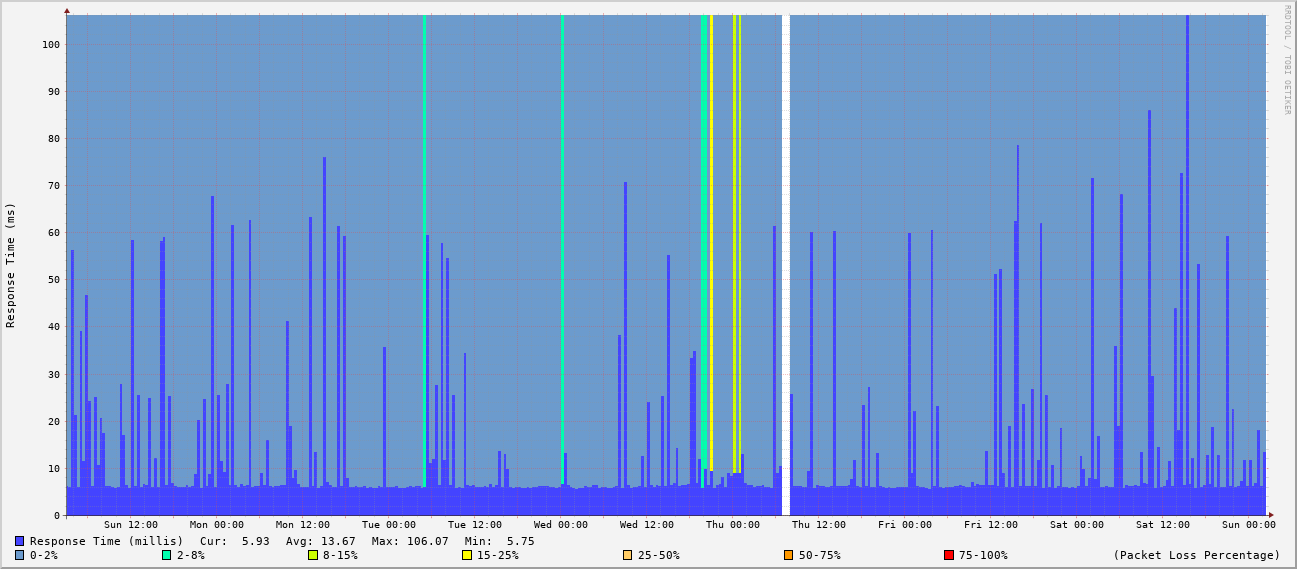 RRDTOOL / TOBI OETIKER
Response Time (ms)
100
90
80
70
60
50
40
30
20
10
0
Sun 12:00 Mon 00:00 Mon 12:00 Tue 00:00 Tue 12:00 Wed 00:00 Wed 12:00 Thu 00:00 Thu 12:00 Fri 00:00 Fri 12:00 Sat 00:00 Sat 12:00 Sun 00:00
Response Time (millis) Cur: 5.93 Avg: 13.67 Max: 106.07 Min: 5.75
0-2% 2-8% 8-15% 15-25% 25-50% 50-75% 75-100% (Packet Loss Percentage)